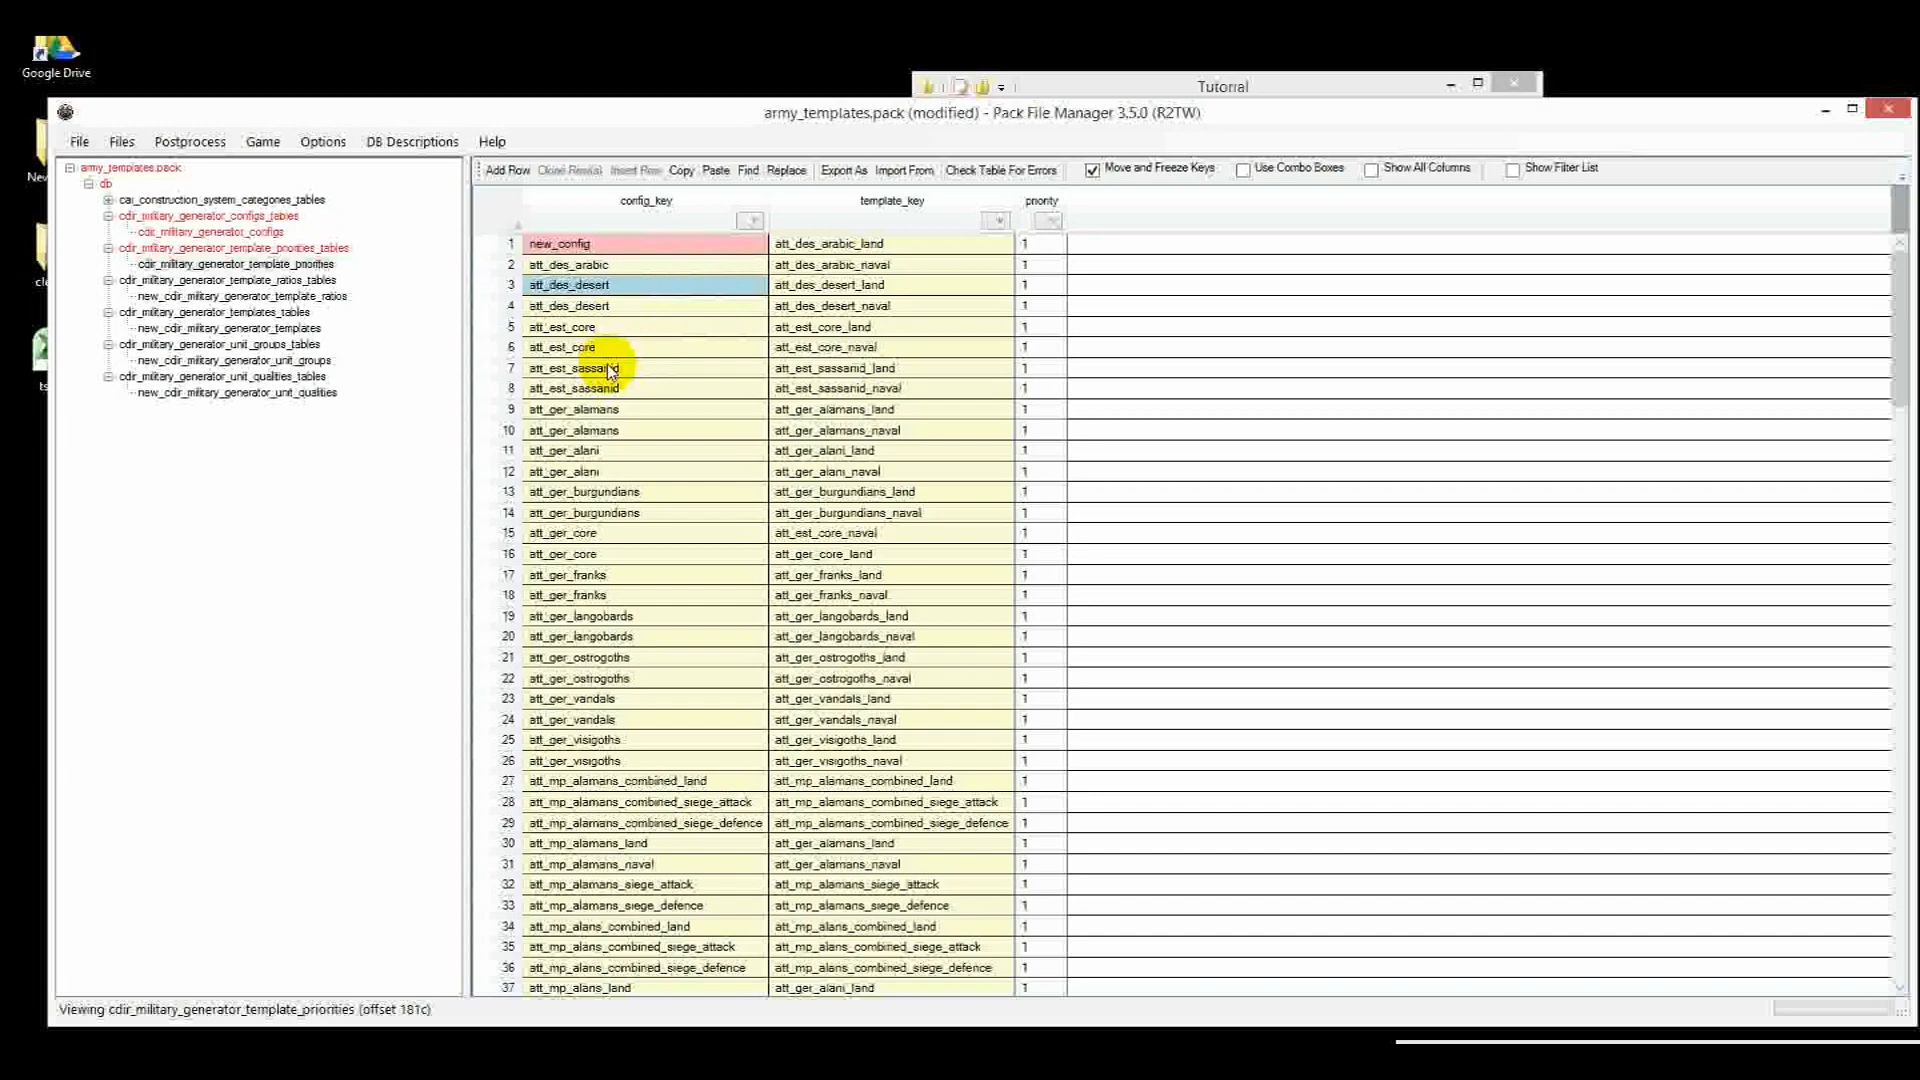 Google Drive
Tutorial
army_templates.pack (modified) - Pack File Manager 3.5.0 (R2TW)
File Files Postprocess Game Options DB Descriptions Help
army_templates.pack
db
cai_construction_system_categories_tables
cdir_military_generator_configs_tables
cdir_military_generator_configs
cdir_military_generator_template_priorities_tables
cdir_military_generator_template_priorities
cdir_military_generator_template_ratios_tables
new_cdir_military_generator_template_ratios
cdir_military_generator_templates_tables
new_cdir_military_generator_templates
cdir_military_generator_unit_groups_tables
new_cdir_military_generator_unit_groups
cdir_military_generator_unit_qualities_tables
new_cdir_military_generator_unit_qualities
Add Row Clone Row(s) Insert Row Copy Paste Find Replace Export As Import From Check Table For Errors Move and Freeze Keys Use Combo Boxes Show All Columns Show Filter List
config_key template_key priority
1 new_config att_des_arabic_land 1
2 att_des_arabic att_des_arabic_naval 1
3 att_des_desert att_des_desert_land 1
4 att_des_desert att_des_desert_naval 1
5 att_est_core att_est_core_land 1
6 att_est_core att_est_core_naval 1
7 att_est_sassanid att_est_sassanid_land 1
8 att_est_sassanid att_est_sassanid_naval 1
9 att_ger_alamans att_ger_alamans_land 1
10 att_ger_alamans att_ger_alamans_naval 1
11 att_ger_alani att_ger_alani_land 1
12 att_ger_alani att_ger_alani_naval 1
13 att_ger_burgundians att_ger_burgundians_land 1
14 att_ger_burgundians att_ger_burgundians_naval 1
15 att_ger_core att_est_core_naval 1
16 att_ger_core att_ger_core_land 1
17 att_ger_franks att_ger_franks_land 1
18 att_ger_franks att_ger_franks_naval 1
19 att_ger_langobards att_ger_langobards_land 1
20 att_ger_langobards att_ger_langobards_naval 1
21 att_ger_ostrogoths att_ger_ostrogoths_land 1
22 att_ger_ostrogoths att_ger_ostrogoths_naval 1
23 att_ger_vandals att_ger_vandals_land 1
24 att_ger_vandals att_ger_vandals_naval 1
25 att_ger_visigoths att_ger_visigoths_land 1
26 att_ger_visigoths att_ger_visigoths_naval 1
27 att_mp_alamans_combined_land att_mp_alamans_combined_land 1
28 att_mp_alamans_combined_siege_attack att_mp_alamans_combined_siege_attack 1
29 att_mp_alamans_combined_siege_defence att_mp_alamans_combined_siege_defence 1
30 att_mp_alamans_land att_ger_alamans_land 1
31 att_mp_alamans_naval att_ger_alamans_naval 1
32 att_mp_alamans_siege_attack att_mp_alamans_siege_attack 1
33 att_mp_alamans_siege_defence att_mp_alamans_siege_defence 1
34 att_mp_alans_combined_land att_mp_alans_combined_land 1
35 att_mp_alans_combined_siege_attack att_mp_alans_combined_siege_attack 1
36 att_mp_alans_combined_siege_defence att_mp_alans_combined_siege_defence 1
37 att_mp_alans_land att_ger_alani_land 1
Viewing cdir_military_generator_template_priorities (offset 181c)